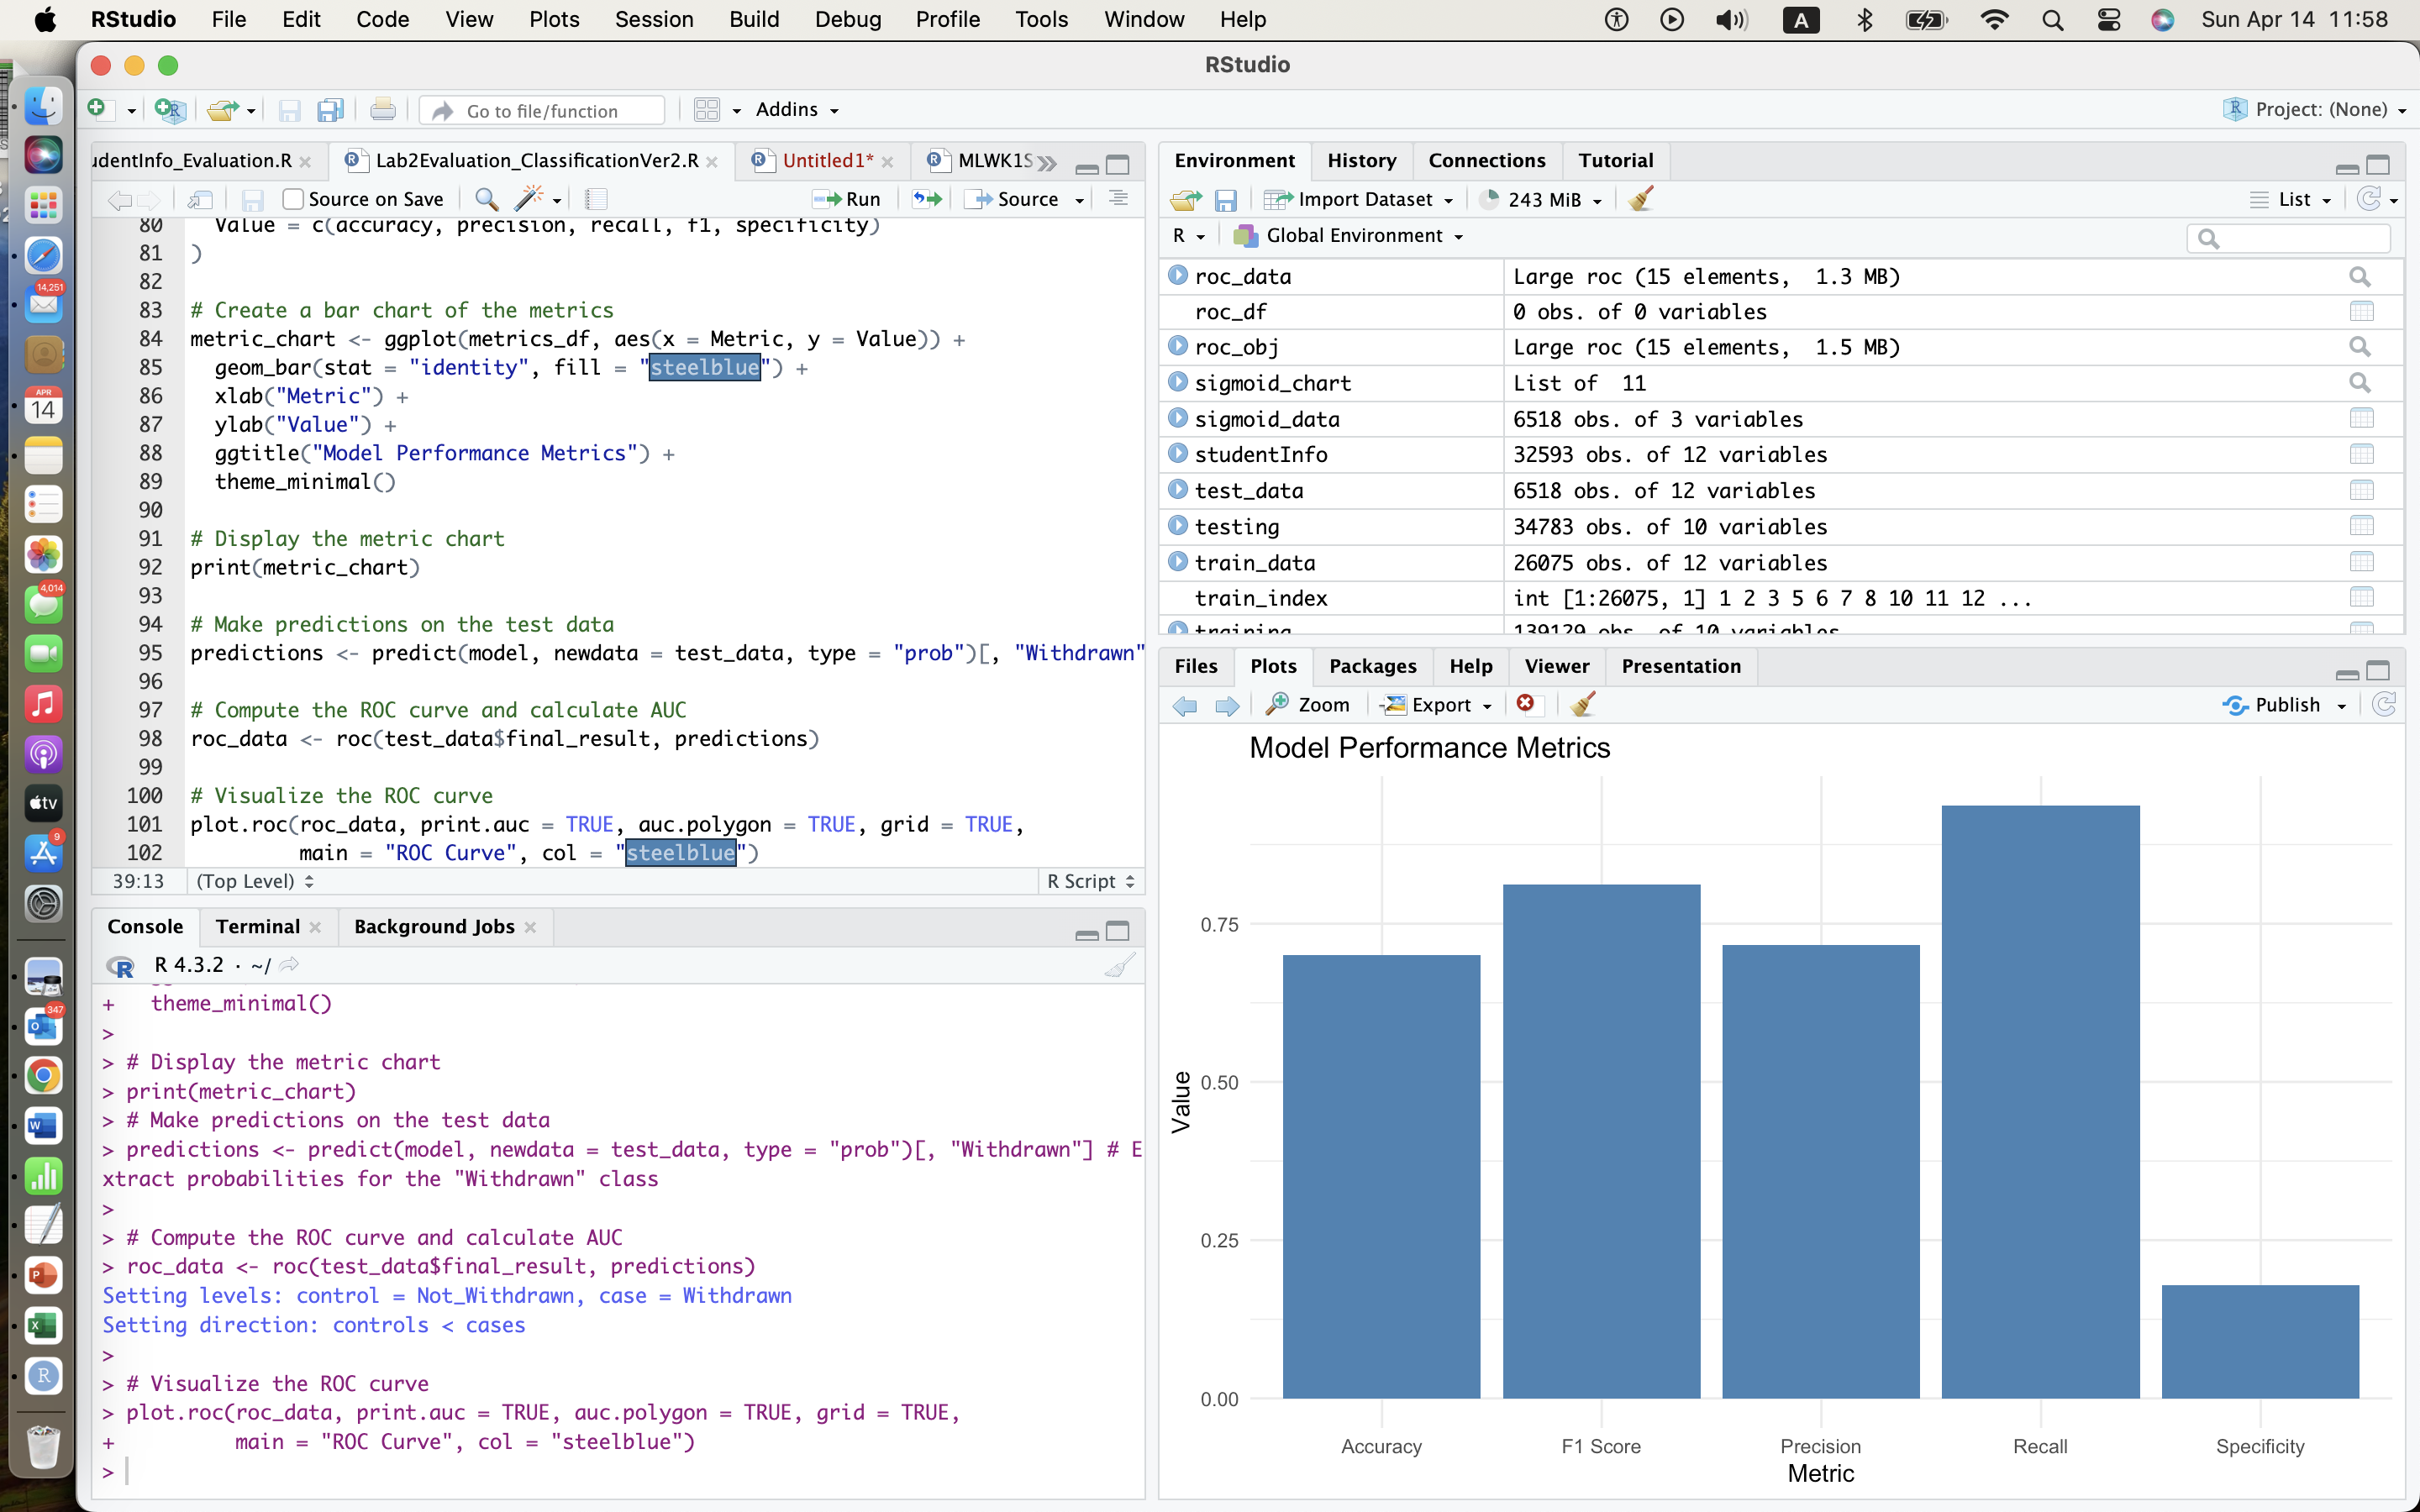 RStudio File Edit Code View Plots Session Build Debug Profile Tools Window Help A Sun Apr 14 11:58
RStudio
Go to file/function Addins Project: (None)
udentInfo_Evaluation.R Lab2Evaluation_ClassificationVer2.R Untitled1* MLWK1S
Source on Save Run Source
80 Value = c(accuracy, precision, recall, f1, specificity)
81 )
82
83 # Create a bar chart of the metrics
84 metric_chart <- ggplot(metrics_df, aes(x = Metric, y = Value)) +
85 geom_bar(stat = "identity", fill = "steelblue") +
86 xlab("Metric") +
87 ylab("Value") +
88 ggtitle("Model Performance Metrics") +
89 theme_minimal()
90
91 # Display the metric chart
92 print(metric_chart)
93
94 # Make predictions on the test data
95 predictions <- predict(model, newdata = test_data, type = "prob")[, "Withdrawn"
96
97 # Compute the ROC curve and calculate AUC
98 roc_data <- roc(test_data$final_result, predictions)
99
100 # Visualize the ROC curve
101 plot.roc(roc_data, print.auc = TRUE, auc.polygon = TRUE, grid = TRUE,
102 main = "ROC Curve", col = "steelblue")
39:13 (Top Level) R Script
Console Terminal Background Jobs
R 4.3.2 · ~/
+ theme_minimal()
>
> # Display the metric chart
> print(metric_chart)
> # Make predictions on the test data
> predictions <- predict(model, newdata = test_data, type = "prob")[, "Withdrawn"] # E
xtract probabilities for the "Withdrawn" class
>
> # Compute the ROC curve and calculate AUC
> roc_data <- roc(test_data$final_result, predictions)
Setting levels: control = Not_Withdrawn, case = Withdrawn
Setting direction: controls < cases
>
> # Visualize the ROC curve
> plot.roc(roc_data, print.auc = TRUE, auc.polygon = TRUE, grid = TRUE,
+ main = "ROC Curve", col = "steelblue")
>
Environment History Connections Tutorial
Import Dataset 243 MiB List
R Global Environment
roc_data Large roc (15 elements, 1.3 MB)
roc_df 0 obs. of 0 variables
roc_obj Large roc (15 elements, 1.5 MB)
sigmoid_chart List of 11
sigmoid_data 6518 obs. of 3 variables
studentInfo 32593 obs. of 12 variables
test_data 6518 obs. of 12 variables
testing 34783 obs. of 10 variables
train_data 26075 obs. of 12 variables
train_index int [1:26075, 1] 1 2 3 5 6 7 8 10 11 12 ...
training 139129 obs. of 10 variables
Files Plots Packages Help Viewer Presentation
Zoom Export Publish
Model Performance Metrics
0.75
0.50
0.25
0.00
Value
Accuracy F1 Score Precision Recall Specificity
Metric
14,251
APR
14
4,014
tv
9
347